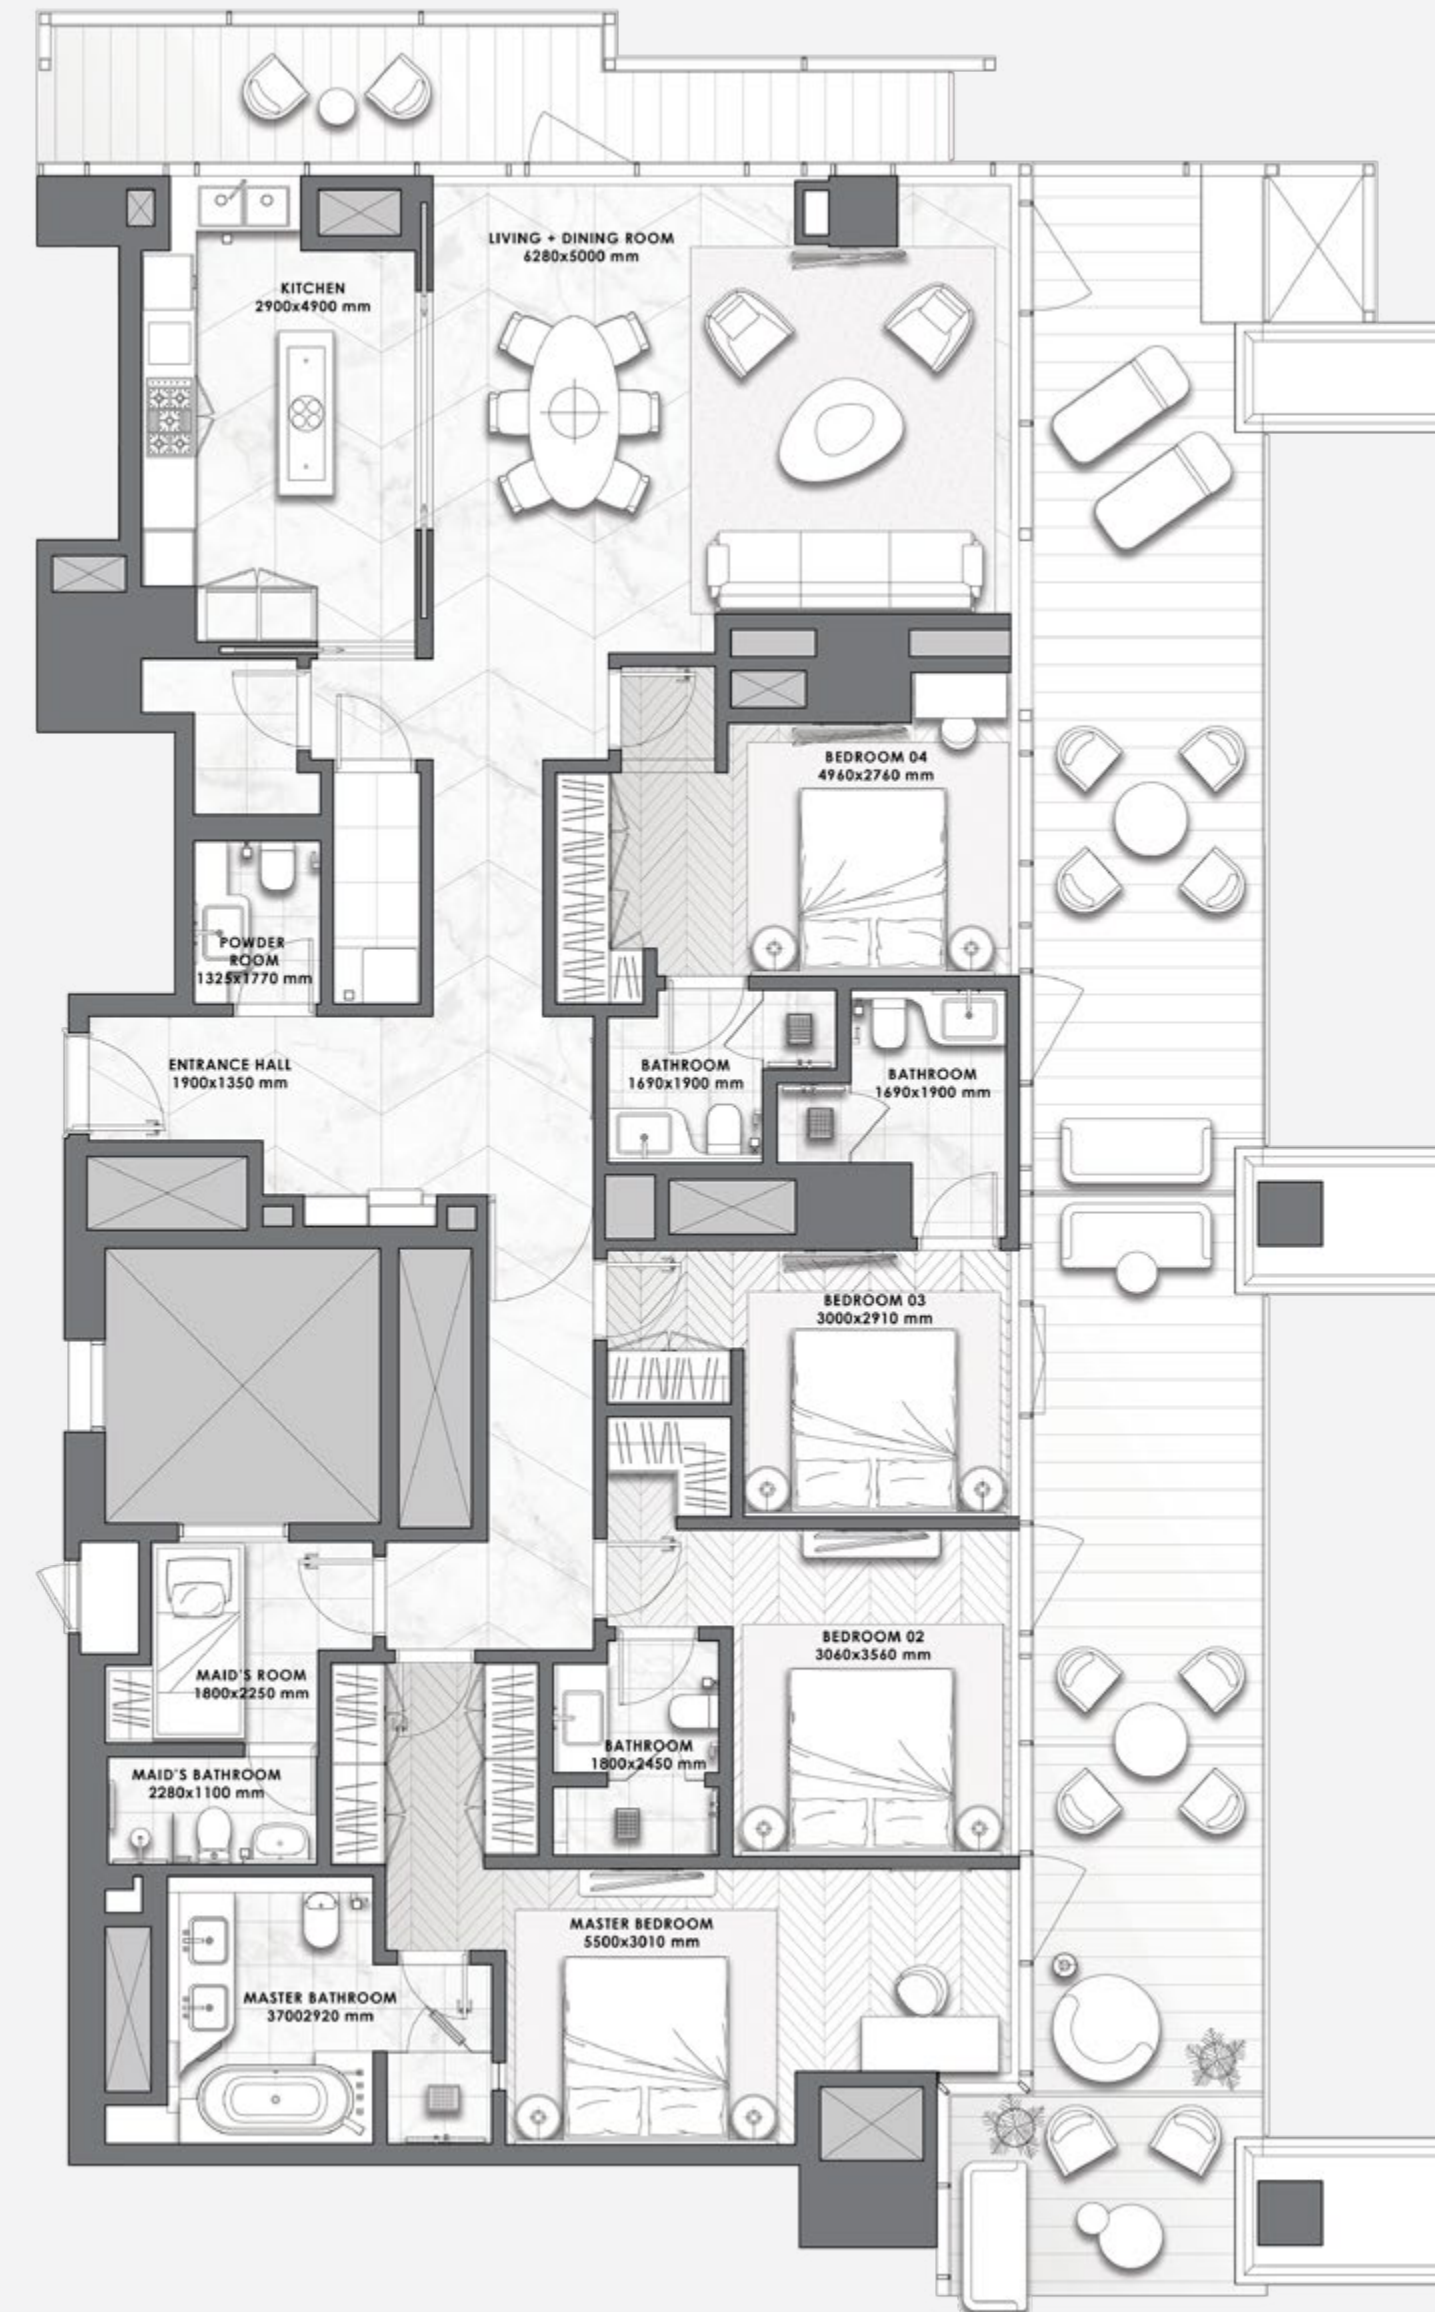 LIVING + DINING ROOM
6280x5000 mm
KITCHEN
2900x4900 mm
BEDROOM 04
4960x2760 mm
POWDER
ROOM
1325x1770 mm
ENTRANCE HALL
1900x1350 mm
BATHROOM
1690x1900 mm
BATHROOM
1690x1900 mm
BEDROOM 03
3000x2910 mm
BEDROOM 02
3060x3560 mm
MAID'S ROOM
1800x2250 mm
BATHROOM
1800x2450 mm
MAID'S BATHROOM
2280x1100 mm
MASTER BEDROOM
5500x3010 mm
MASTER BATHROOM
37002920 mm